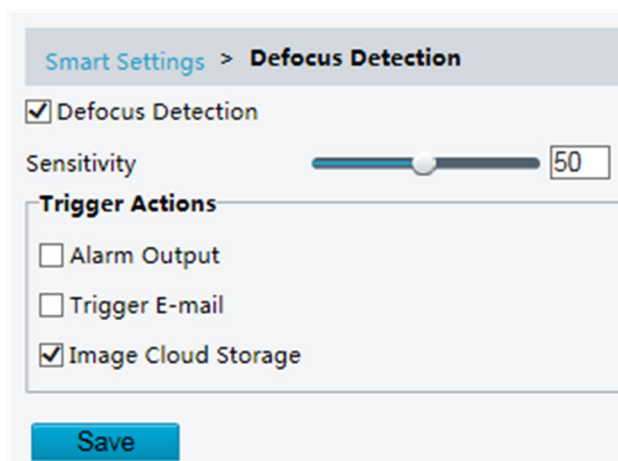 Smart Settings > Defocus Detection
Defocus Detection
Sensitivity 50
Trigger Actions
Alarm Output
Trigger E-mail
Image Cloud Storage
Save